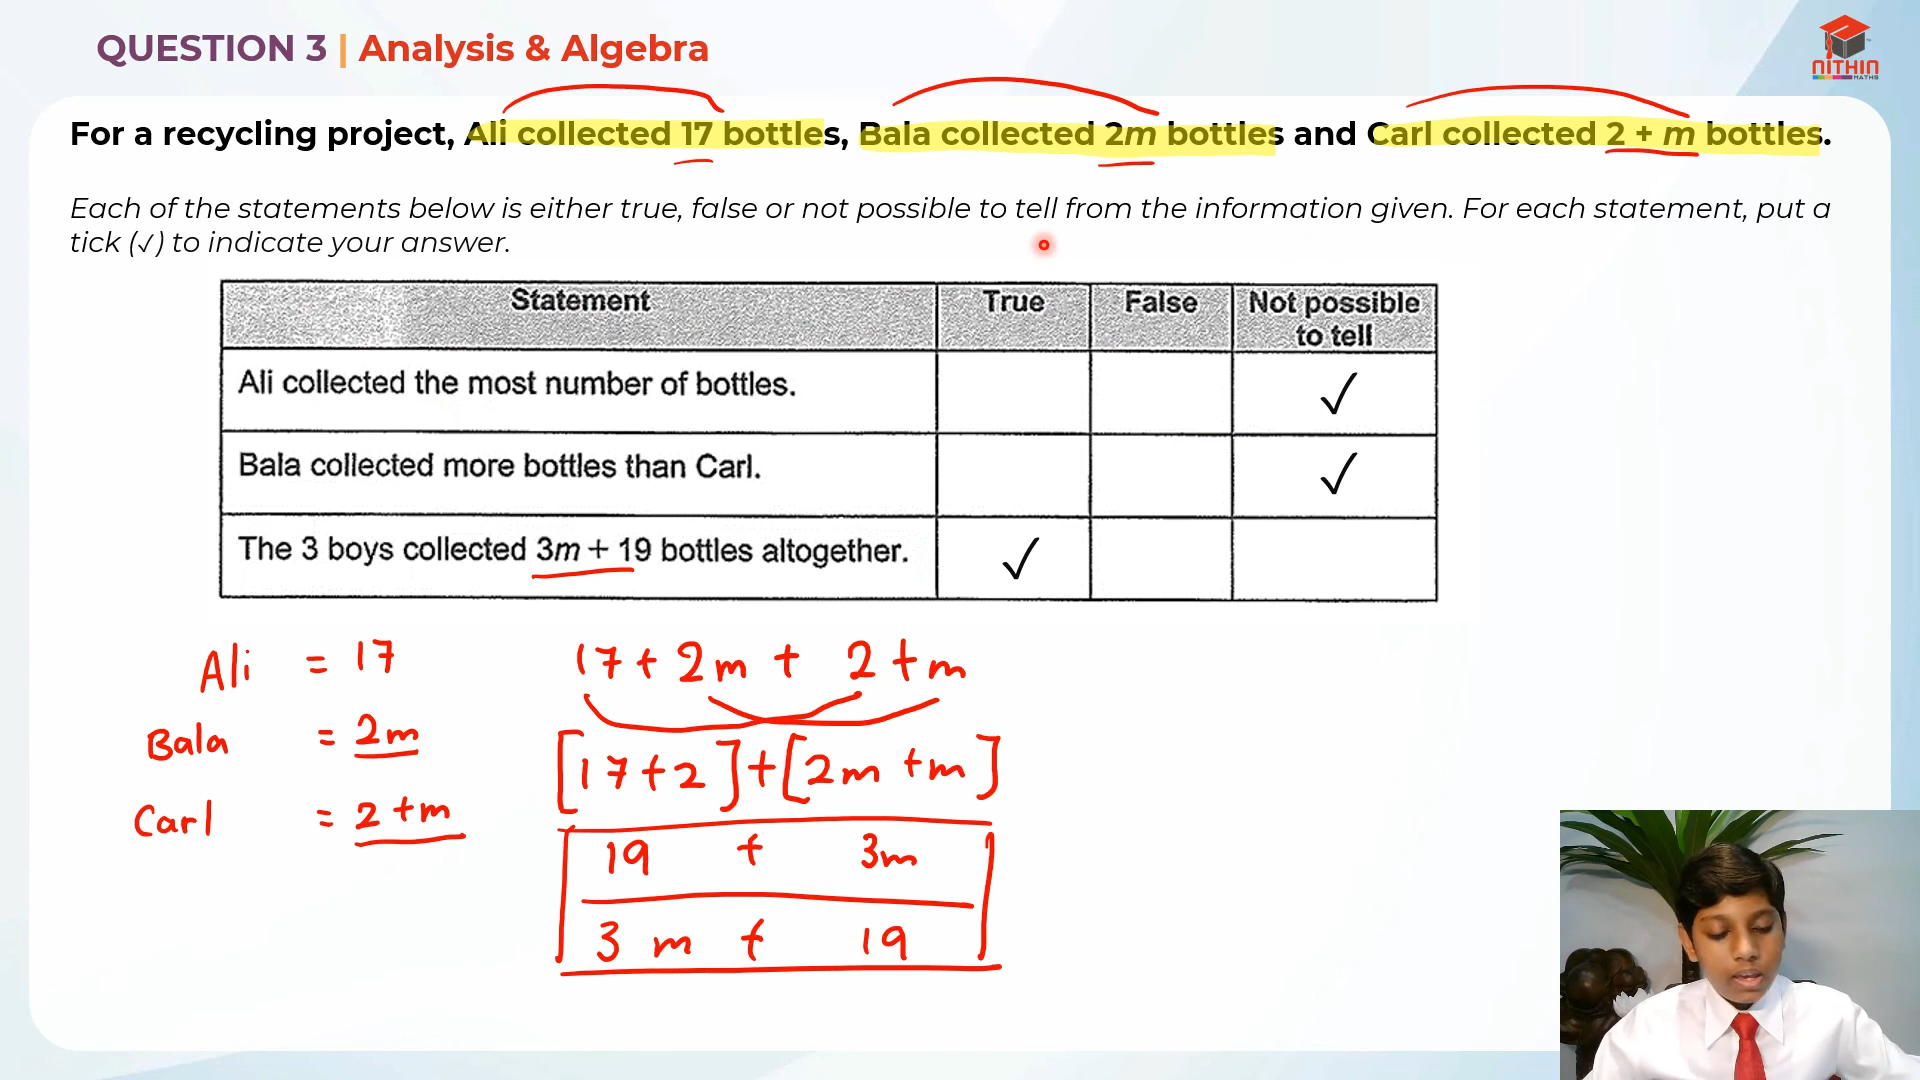 QUESTION 3 | Analysis & Algebra
NITHIN
MATHS
For a recycling project, Ali collected 17 bottles, Bala collected 2m bottles and Carl collected 2 + m bottles.
Each of the statements below is either true, false or not possible to tell from the information given. For each statement, put a
tick (✓) to indicate your answer.
Statement True False Not possible
to tell
Ali collected the most number of bottles. ✓
Bala collected more bottles than Carl. ✓
The 3 boys collected 3m + 19 bottles altogether. ✓
Ali = 17
Bala = 2m
Carl = 2 + m
17 + 2m + 2 + m
[17+2] + [2m + m]
19 + 3m
3m + 19